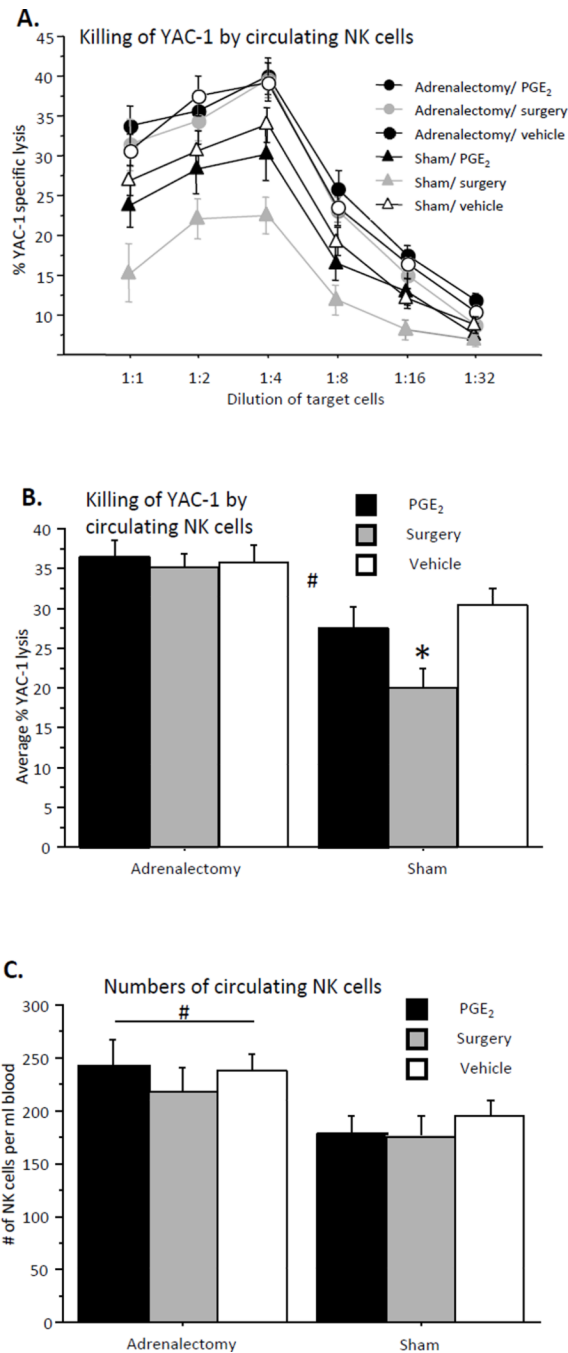 A.
Killing of YAC-1 by circulating NK cells
45
40
35
30
25
20
15
10
% YAC-1 specific lysis
Adrenalectomy/ PGE₂
Adrenalectomy/ surgery
Adrenalectomy/ vehicle
Sham/ PGE₂
Sham/ surgery
Sham/ vehicle
1:1 1:2 1:4 1:8 1:16 1:32
Dilution of target cells
B.
Killing of YAC-1 by
circulating NK cells
PGE₂
Surgery
Vehicle
40
35
30
25
20
15
10
5
0
Average % YAC-1 lysis
#
*
Adrenalectomy Sham
C.
Numbers of circulating NK cells
PGE₂
Surgery
Vehicle
300
250
200
150
100
50
0
# of NK cells per ml blood
#
Adrenalectomy Sham